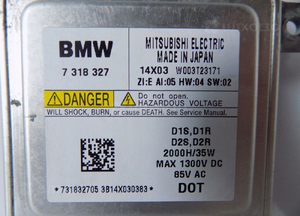 BMW
7 318 327
MITSUBISHI ELECTRIC
MADE IN JAPAN
14X03 W003T23171
ZI:E AI:05 HW:04 SW:02
DANGER
Do not open.
HAZARDOUS VOLTAGE
WILL SHOCK, BURN, or cause death. See Service Manual.
D1S,D1R
D2S,D2R
2000H/35W
MAX 1300V DC
85V AC
731832705 3B14X030383
DOT